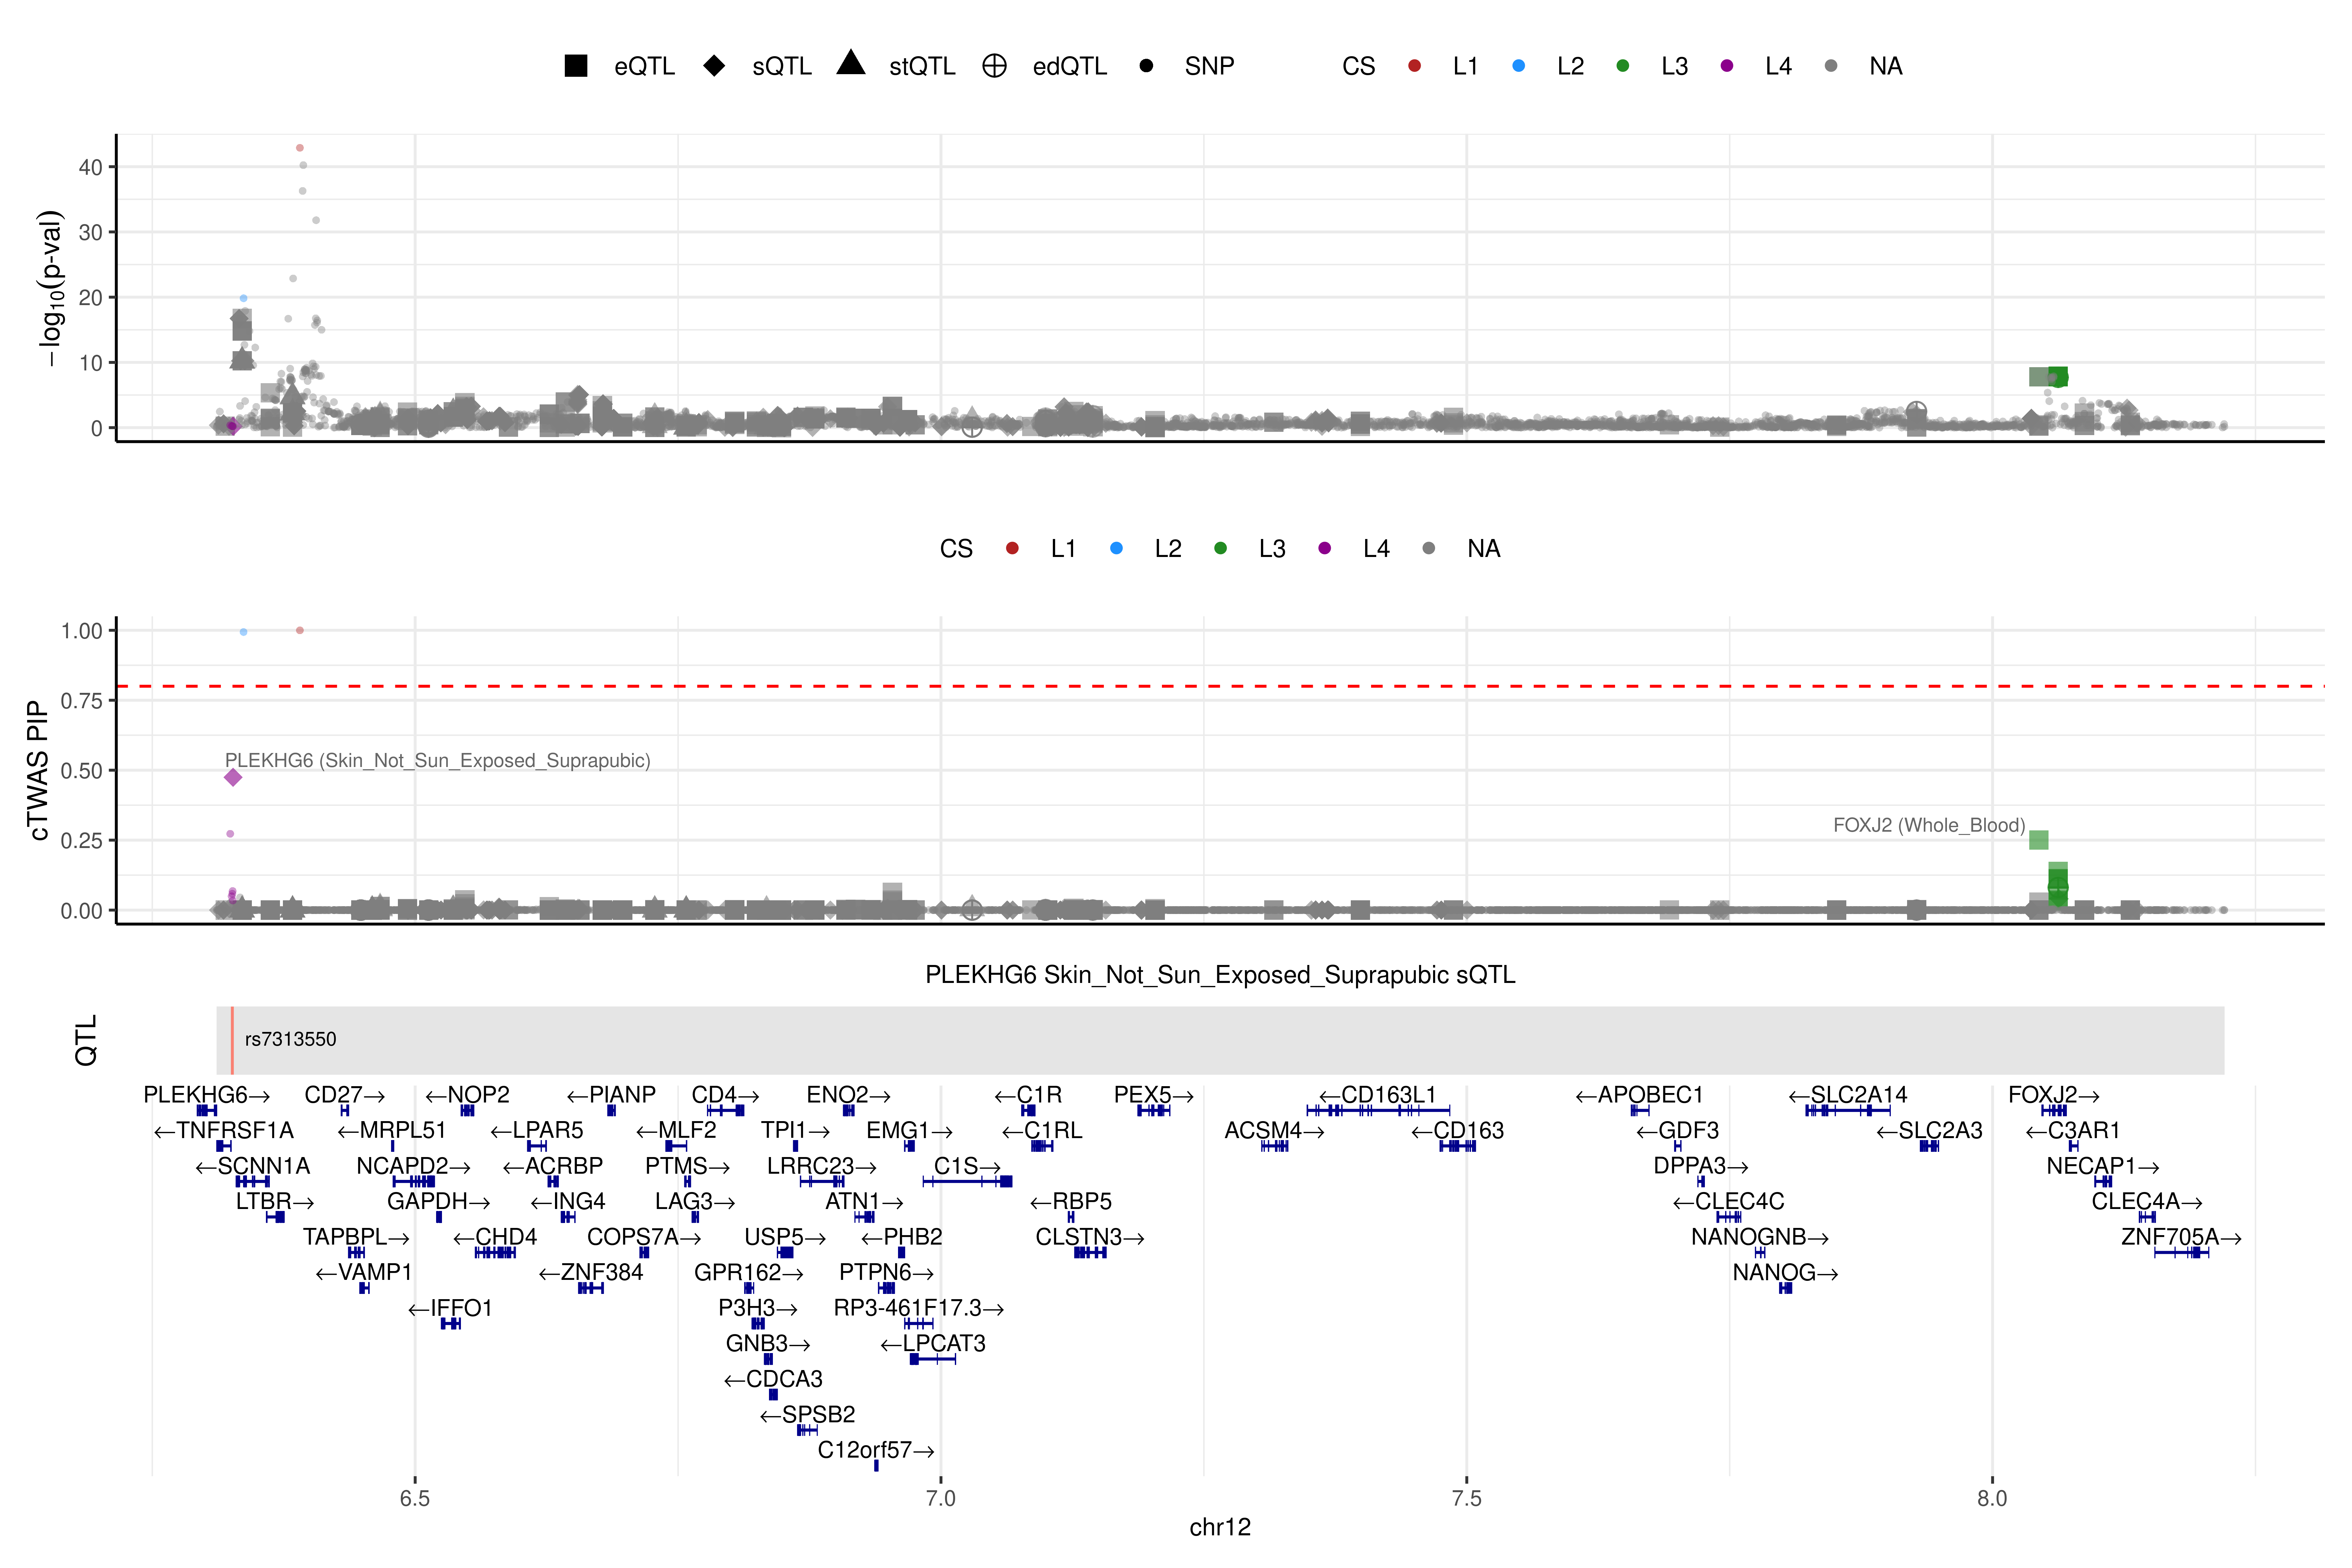 eQTL sQTL stQTL edQTL SNP CS L1 L2 L3 L4 NA
−log10(p-val)
40
30
20
10
0
CS L1 L2 L3 L4 NA
cTWAS PIP
1.00
0.75
0.50
0.25
0.00
PLEKHG6 (Skin_Not_Sun_Exposed_Suprapubic)
FOXJ2 (Whole_Blood)
PLEKHG6 Skin_Not_Sun_Exposed_Suprapubic sQTL
QTL
rs7313550
PLEKHG6→ CD27→ ←NOP2 ←PIANP CD4→ ENO2→ ←C1R PEX5→ ←CD163L1 ←APOBEC1 ←SLC2A14 FOXJ2→
←TNFRSF1A ←MRPL51 ←LPAR5 ←MLF2 TPI1→ EMG1→ ←C1RL ACSM4→ ←CD163 ←GDF3 ←SLC2A3 ←C3AR1
←SCNN1A NCAPD2→ ←ACRBP PTMS→ LRRC23→ C1S→ DPPA3→ NECAP1→
LTBR→ GAPDH→ ←ING4 LAG3→ ATN1→ ←RBP5 ←CLEC4C CLEC4A→
TAPBPL→ ←CHD4 COPS7A→ USP5→ ←PHB2 CLSTN3→ NANOGNB→ ZNF705A→
←VAMP1 ←ZNF384 GPR162→ PTPN6→ NANOG→
←IFFO1 P3H3→ RP3-461F17.3→
GNB3→ ←LPCAT3
←CDCA3
←SPSB2
C12orf57→
6.5 7.0 7.5 8.0
chr12